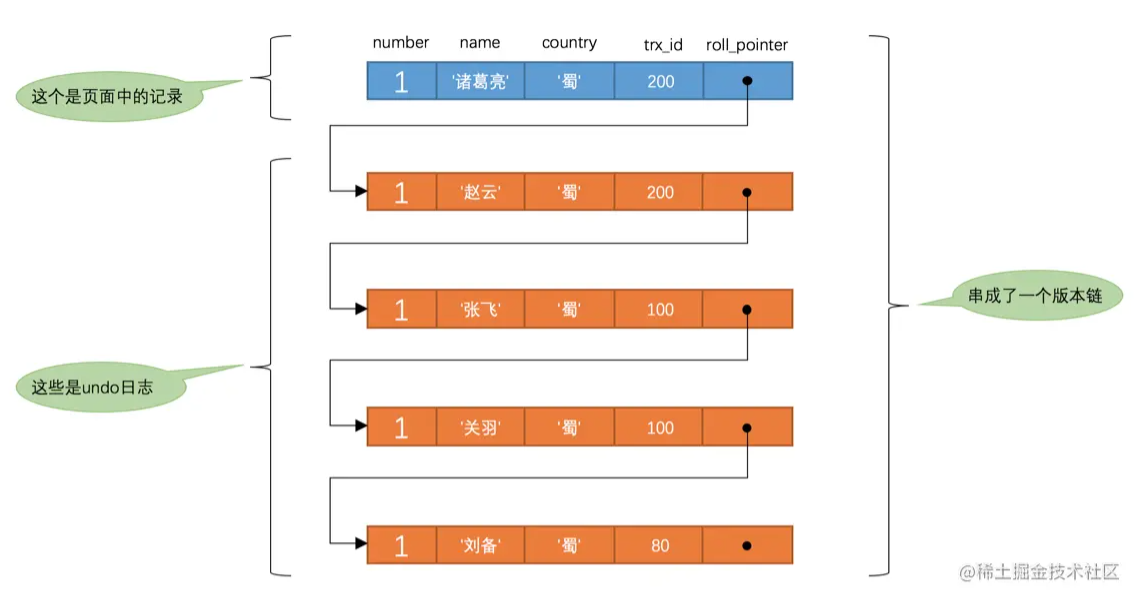 number name country trx_id roll_pointer
1 '诸葛亮' '蜀' 200
这个是页面中的记录
1 '赵云' '蜀' 200
1 '张飞' '蜀' 100
串成了一个版本链
这些是undo日志
1 '关羽' '蜀' 100
1 '刘备' '蜀' 80
@稀土掘金技术社区